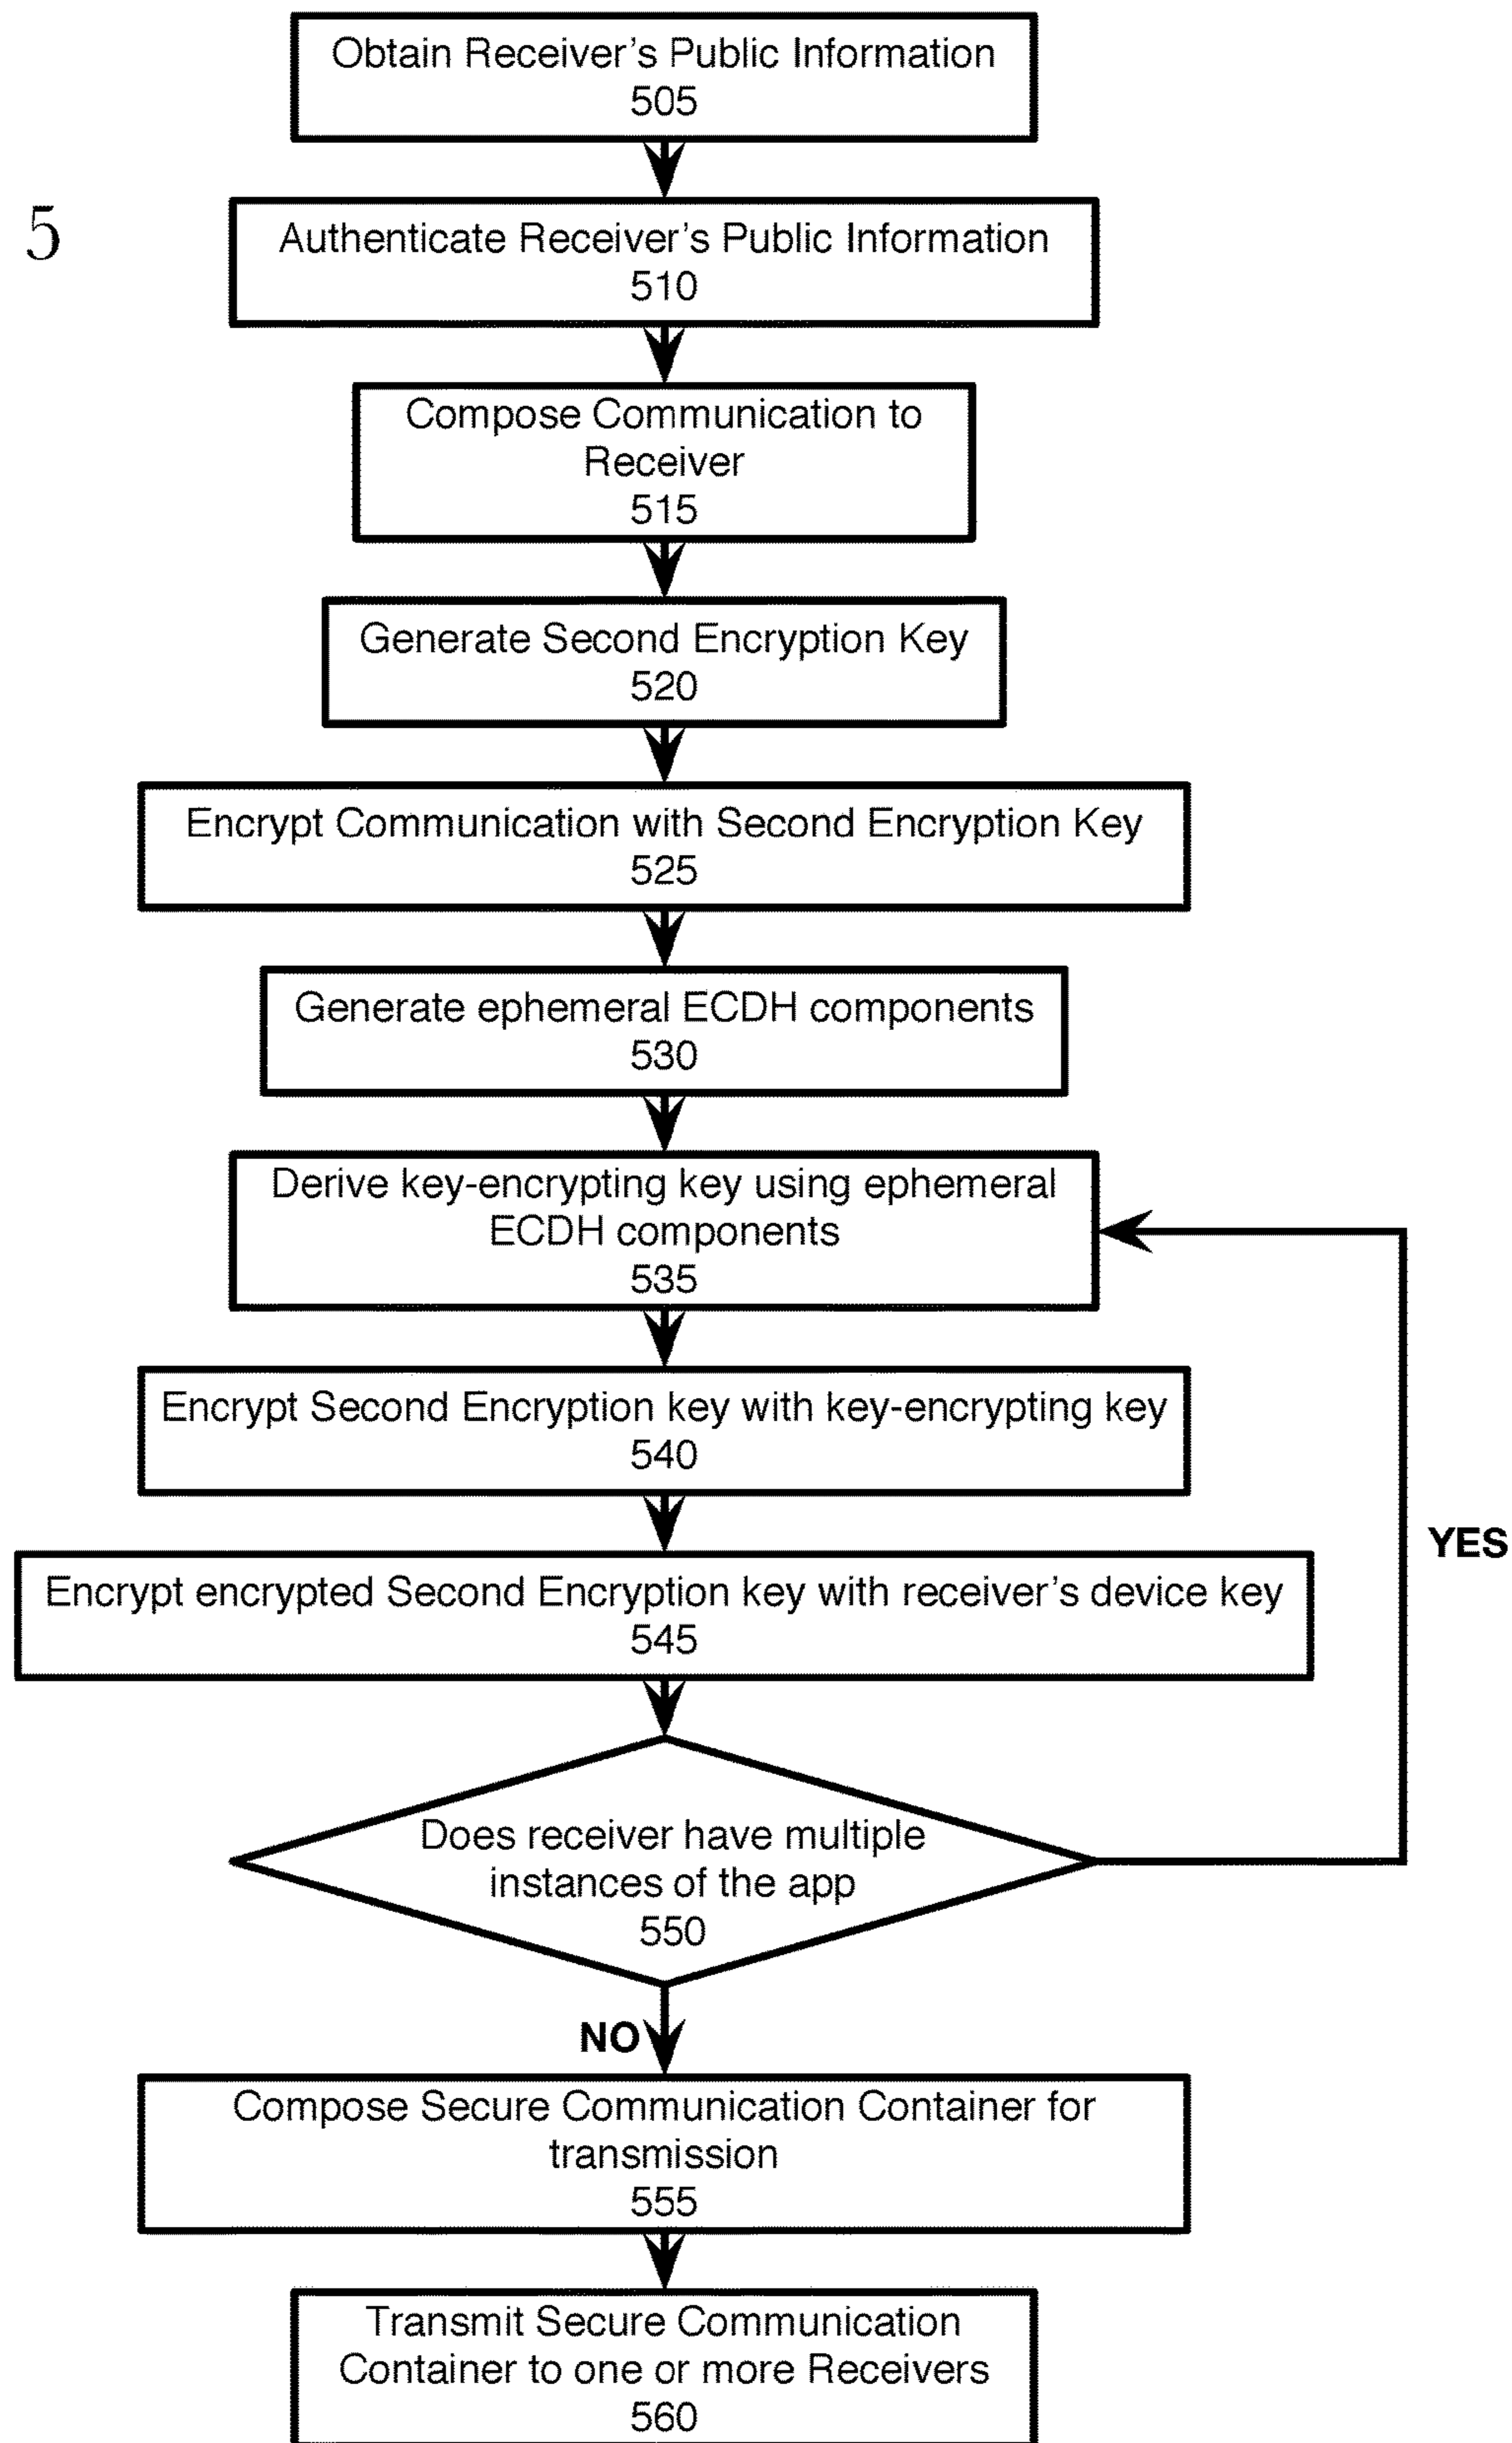 Obtain Receiver's Public Information
505
5
Authenticate Receiver's Public Information
510
Compose Communication to
Receiver
515
Generate Second Encryption Key
520
Encrypt Communication with Second Encryption Key
525
Generate ephemeral ECDH components
530
Derive key-encrypting key using ephemeral
ECDH components
535
Encrypt Second Encryption key with key-encrypting key
540
YES
Encrypt encrypted Second Encryption key with receiver's device key
545
Does receiver have multiple
instances of the app
550
NO
Compose Secure Communication Container for
transmission
555
Transmit Secure Communication
Container to one or more Receivers
560